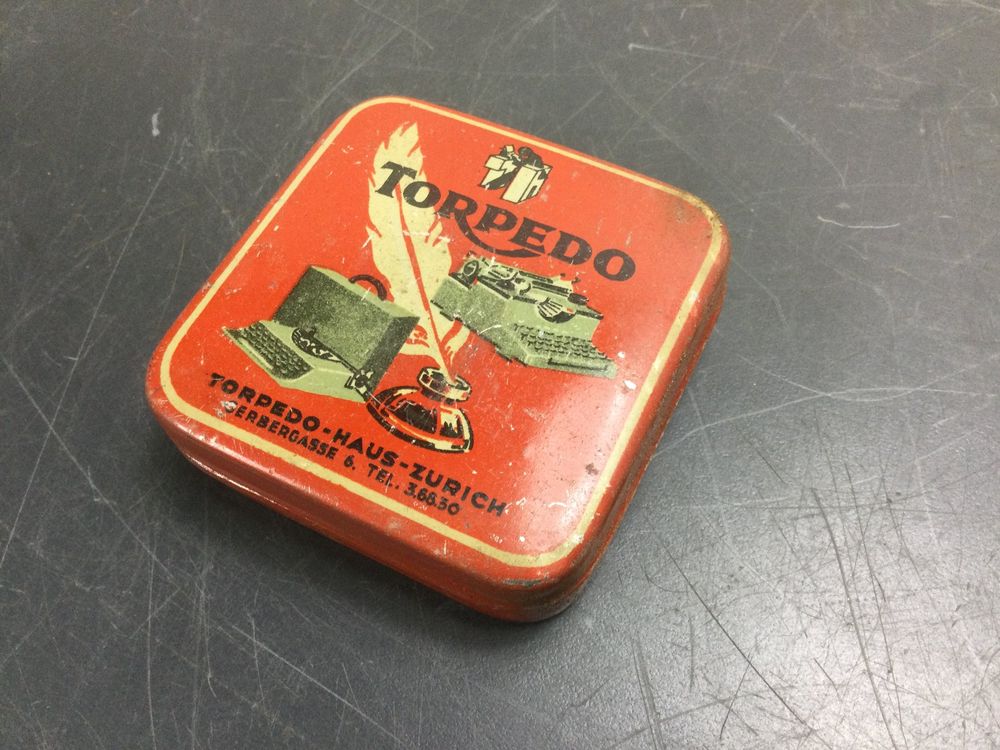 TORPEDO
TORPEDO-HAUS-ZURICH
GERBERGASSE 6. TEL. 3.68.30